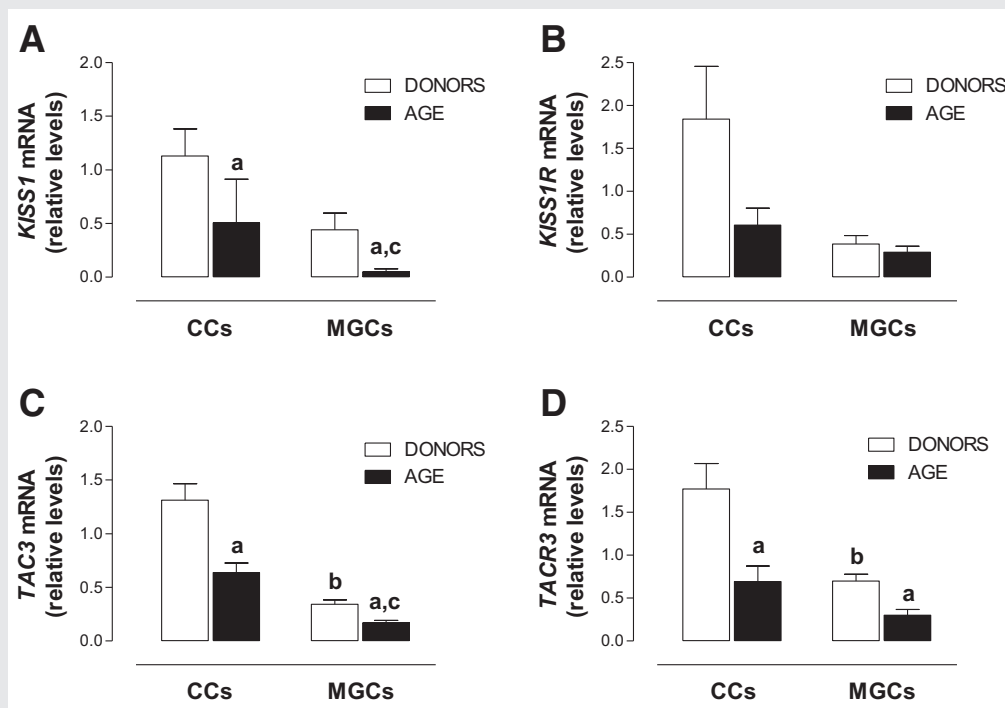 A
KISS1 mRNA
(relative levels)
2.0
1.5
1.0
0.5
0.0
DONORS
AGE
a
a,c
CCs
MGCs
B
KISS1R mRNA
(relative levels)
2.5
2.0
1.5
1.0
0.5
0.0
DONORS
AGE
CCs
MGCs
C
TAC3 mRNA
(relative levels)
2.0
1.5
1.0
0.5
0.0
DONORS
AGE
a
b
a,c
CCs
MGCs
D
TACR3 mRNA
(relative levels)
2.5
2.0
1.5
1.0
0.5
0.0
DONORS
AGE
a
b
a
CCs
MGCs